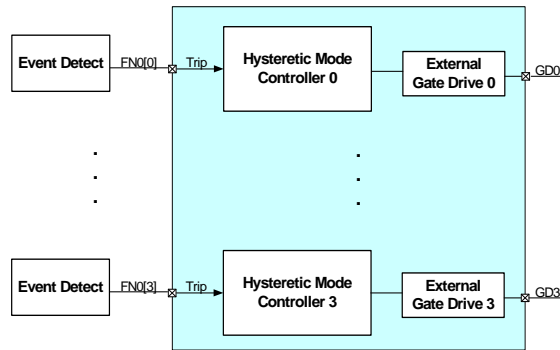 Event Detect
FN0[0]
Trip
Hysteretic Mode
Controller 0
External
Gate Drive 0
GD0
Event Detect
FN0[3]
Trip
Hysteretic Mode
Controller 3
External
Gate Drive 3
GD3